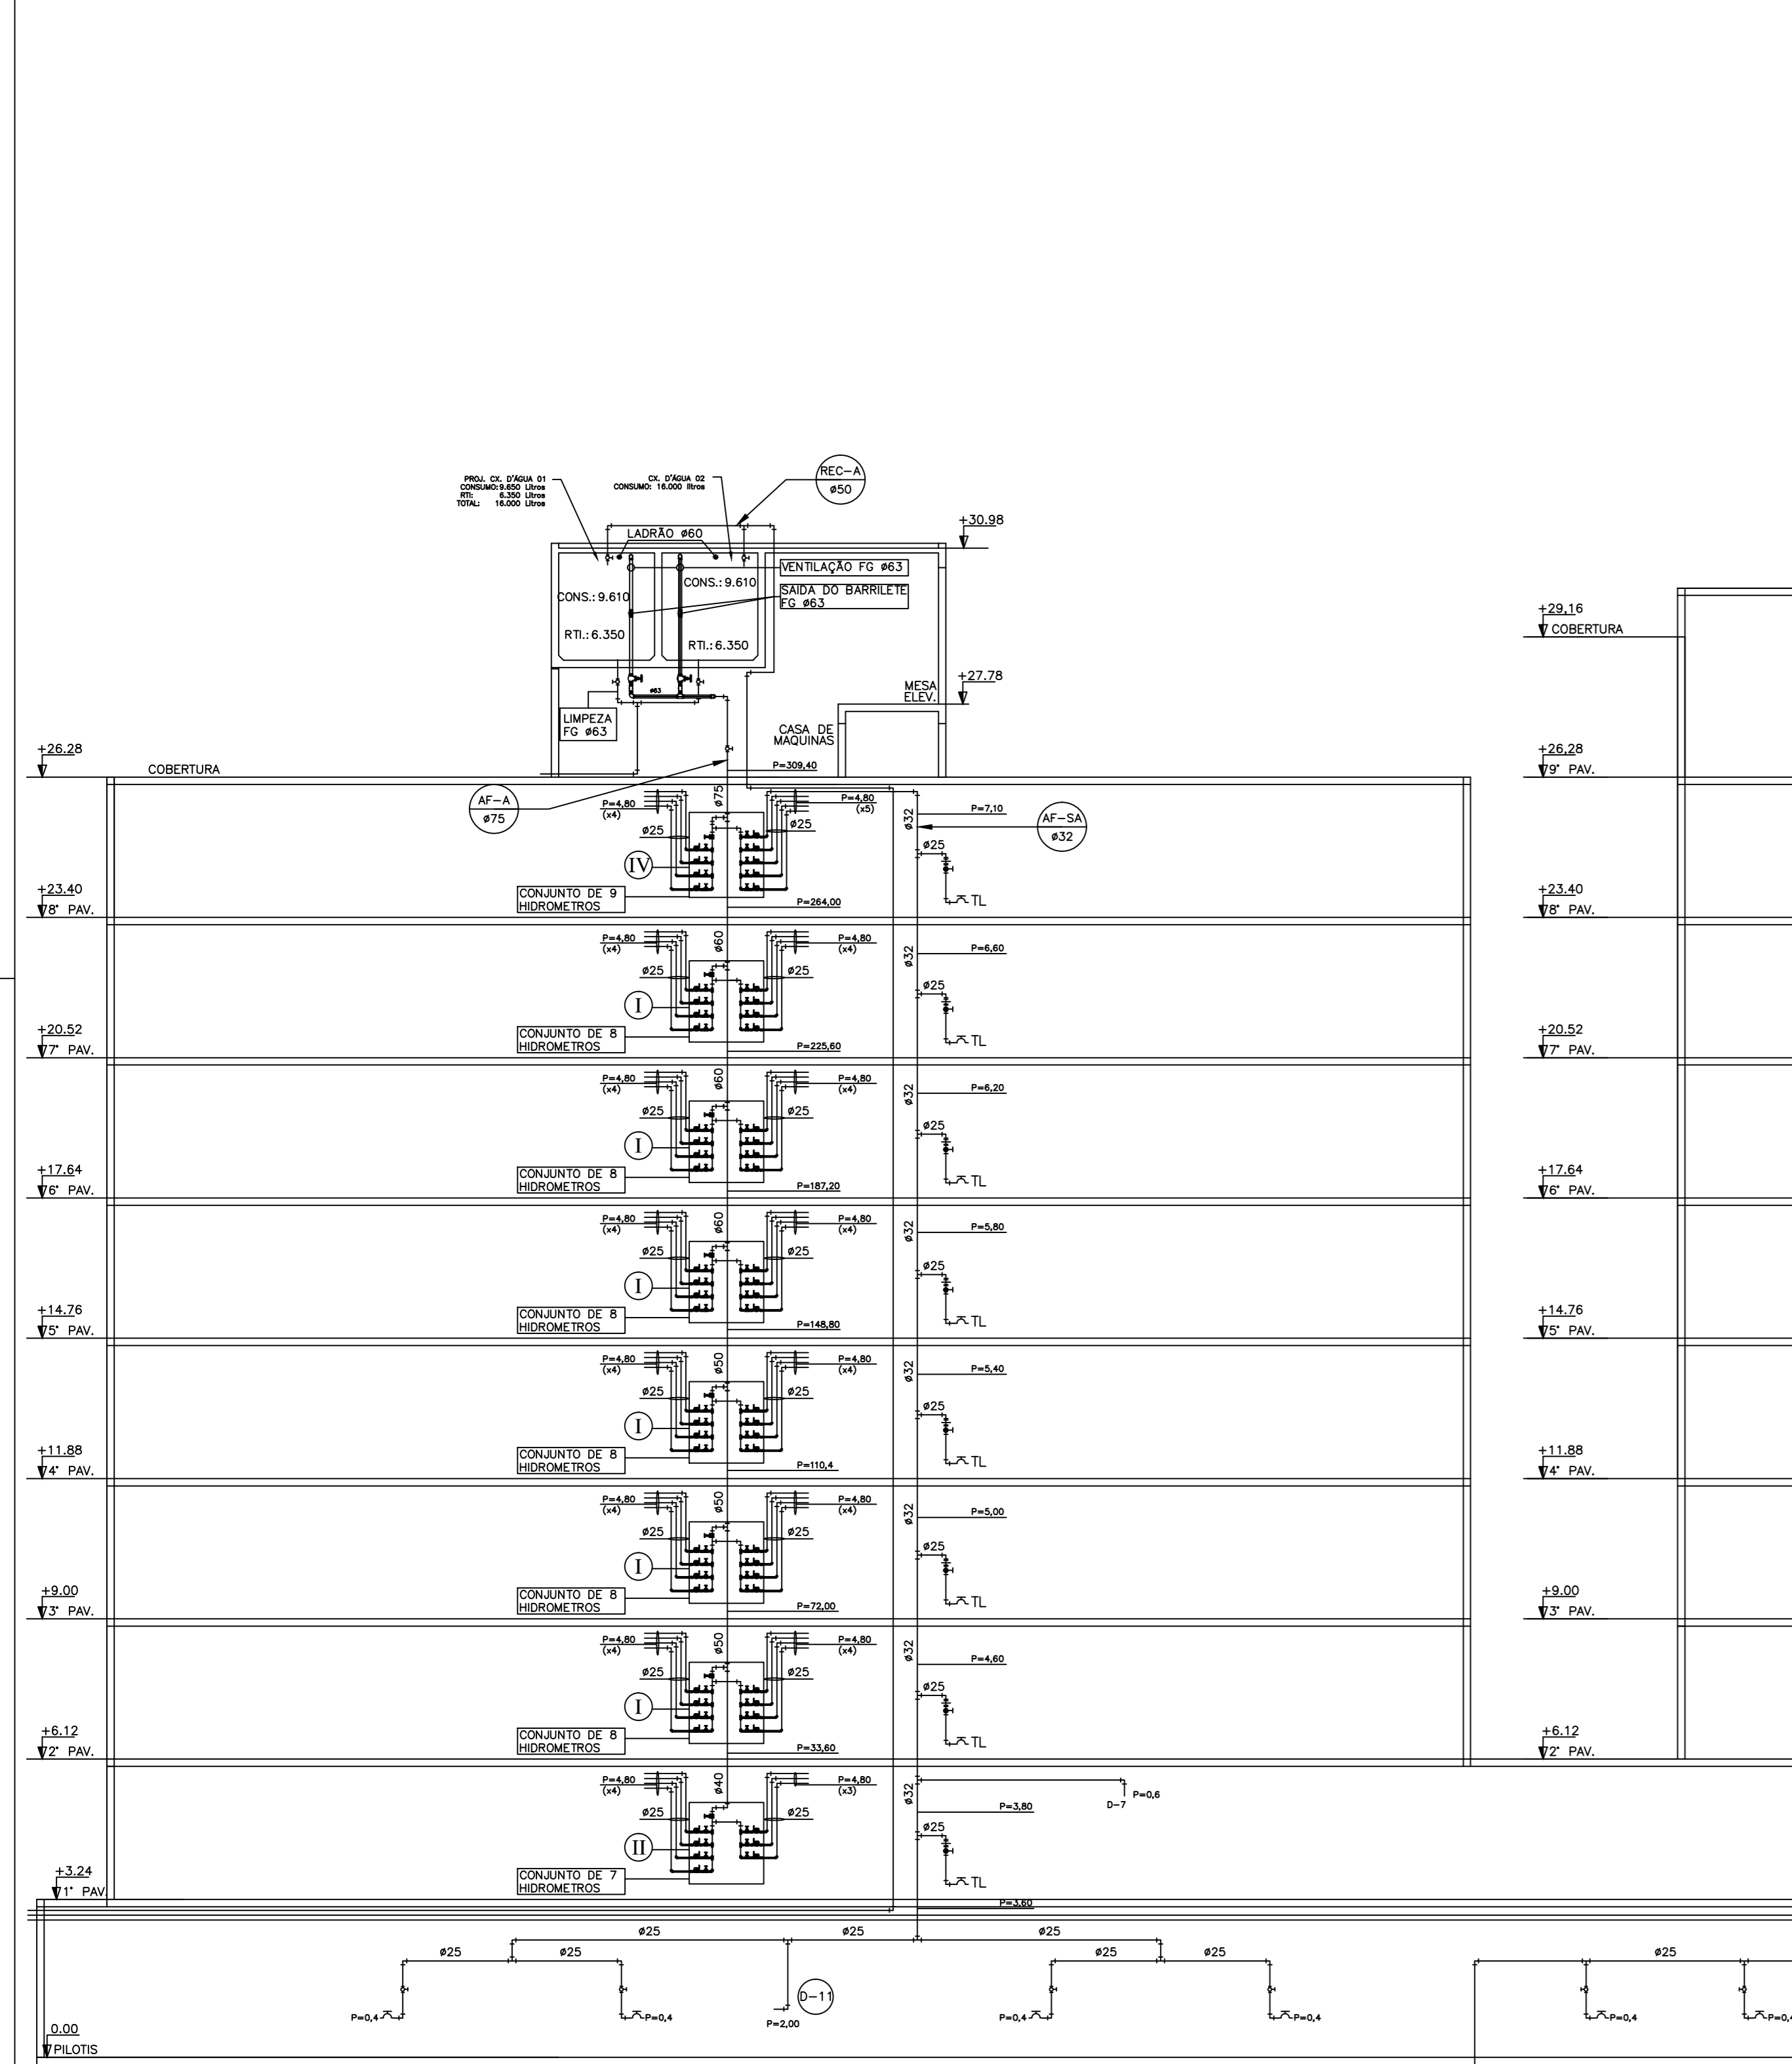 REC-A
ø50
PROJ. CX. D'ÁGUA 01
CONSUMO: 9.650 Litros
RTI: 6.350 Litros
TOTAL: 16.000 Litros
CX. D'ÁGUA 02
CONSUMO: 16.000 litros
+30.98
LADRÃO ø60
VENTILAÇÃO FG ø63
CONS.: 9.610
CONS.: 9.610
SAIDA DO BARRILETE
FG ø63
RTI.: 6.350
RTI.: 6.350
+29,16
COBERTURA
+27.78
MESA
ELEV.
ø63
LIMPEZA
FG ø63
CASA DE
MAQUINAS
+26.28
COBERTURA
P=309,40
+26,28
9° PAV.
AF-A
ø75
P=4,80
(x4)
ø75
P=4,80
(x5)
ø32
P=7,10
AF-SA
ø32
ø25
ø25
ø25
IV
CONJUNTO DE 9
HIDROMETROS
TL
P=264,00
+23.40
8° PAV.
+23.40
8° PAV.
P=4,80
(x4)
ø60
P=4,80
(x4)
ø32
P=6,60
ø25
ø25
ø25
I
CONJUNTO DE 8
HIDROMETROS
TL
P=225,60
+20.52
7° PAV.
+20.52
7° PAV.
P=4,80
(x4)
ø60
P=4,80
(x4)
ø32
P=6,20
ø25
ø25
ø25
I
CONJUNTO DE 8
HIDROMETROS
TL
P=187,20
+17.64
6° PAV.
+17.64
6° PAV.
P=4,80
(x4)
ø60
P=4,80
(x4)
ø32
P=5,80
ø25
ø25
ø25
I
CONJUNTO DE 8
HIDROMETROS
TL
P=148,80
+14.76
5° PAV.
+14.76
5° PAV.
P=4,80
(x4)
ø50
P=4,80
(x4)
ø32
P=5,40
ø25
ø25
ø25
I
CONJUNTO DE 8
HIDROMETROS
TL
P=110,4
+11.88
4° PAV.
+11.88
4° PAV.
P=4,80
(x4)
ø50
P=4,80
(x4)
ø32
P=5,00
ø25
ø25
ø25
I
CONJUNTO DE 8
HIDROMETROS
TL
P=72,00
+9.00
3° PAV.
+9.00
3° PAV.
P=4,80
(x4)
ø50
P=4,80
(x4)
ø32
P=4,60
ø25
ø25
ø25
I
CONJUNTO DE 8
HIDROMETROS
TL
P=33,60
+6.12
2° PAV.
+6.12
2° PAV.
P=4,80
(x4)
ø40
P=4,80
(x3)
ø32
P=3,80
D-7
P=0,6
ø25
ø25
ø25
II
CONJUNTO DE 7
HIDROMETROS
TL
+3.24
1° PAV.
P=3,60
ø25
ø25
ø25
ø25
ø25
ø25
ø25
ø25
D-11
P=0,4
P=0,4
P=2,00
P=0,4
P=0,4
P=0,4
P=0,4
0.00
PILOTIS